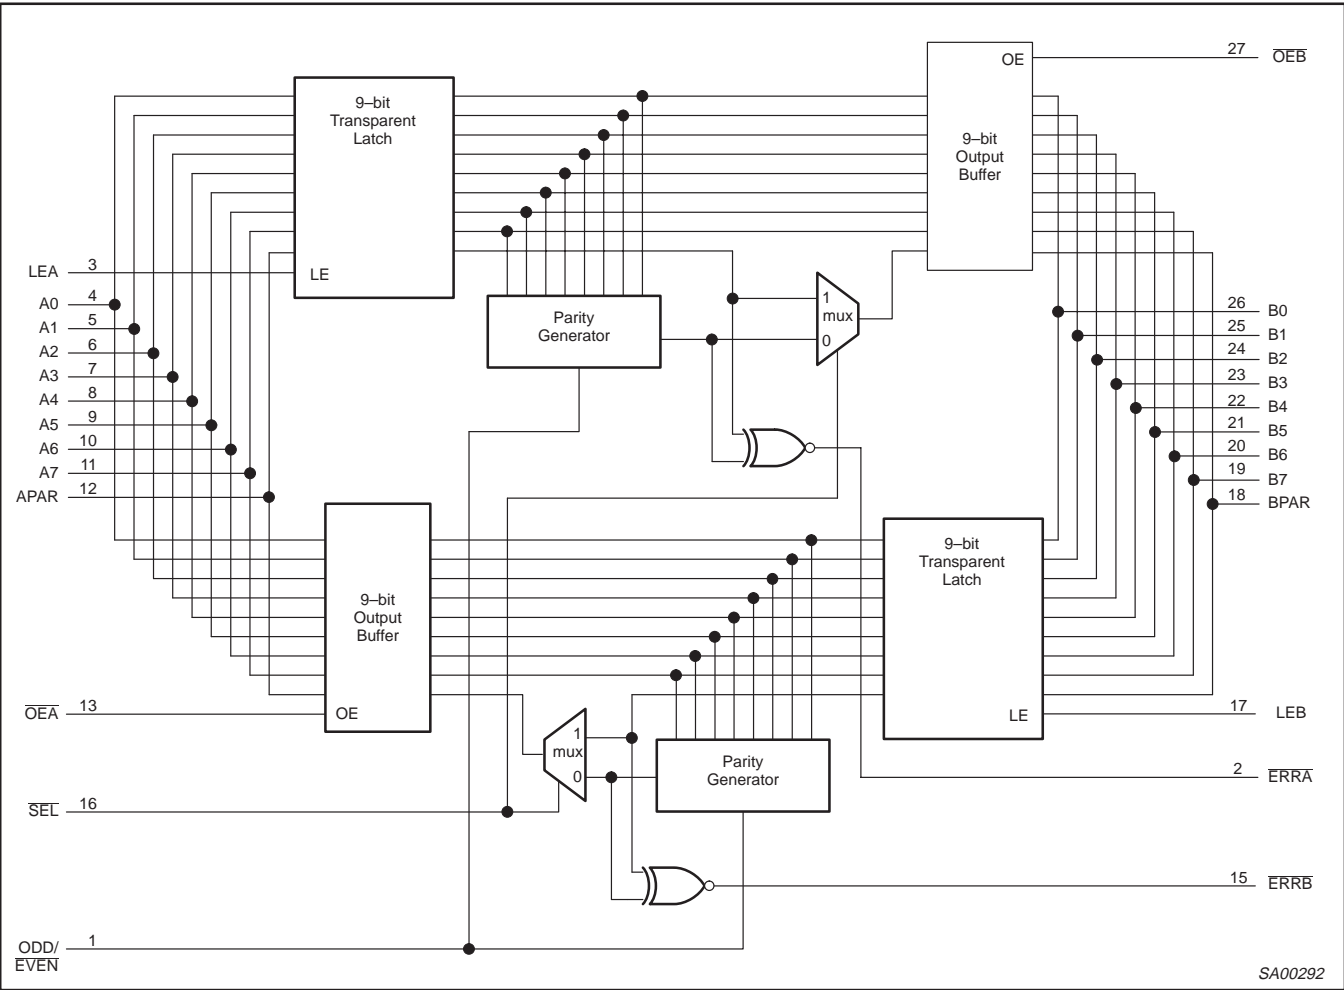 27 OEB
OE
9–bit
Transparent
Latch
LE
9–bit
Output
Buffer
LEA 3
A0 4
A1 5
A2 6
A3 7
A4 8
A5 9
A6 10
A7 11
APAR 12
Parity
Generator
1
mux
0
26 B0
25 B1
24 B2
23 B3
22 B4
21 B5
20 B6
19 B7
18 BPAR
9–bit
Output
Buffer
OE
9–bit
Transparent
Latch
LE
OEA 13
17 LEB
1
mux
0
Parity
Generator
2 ERRA
SEL 16
15 ERRB
ODD/ 1
EVEN
SA00292